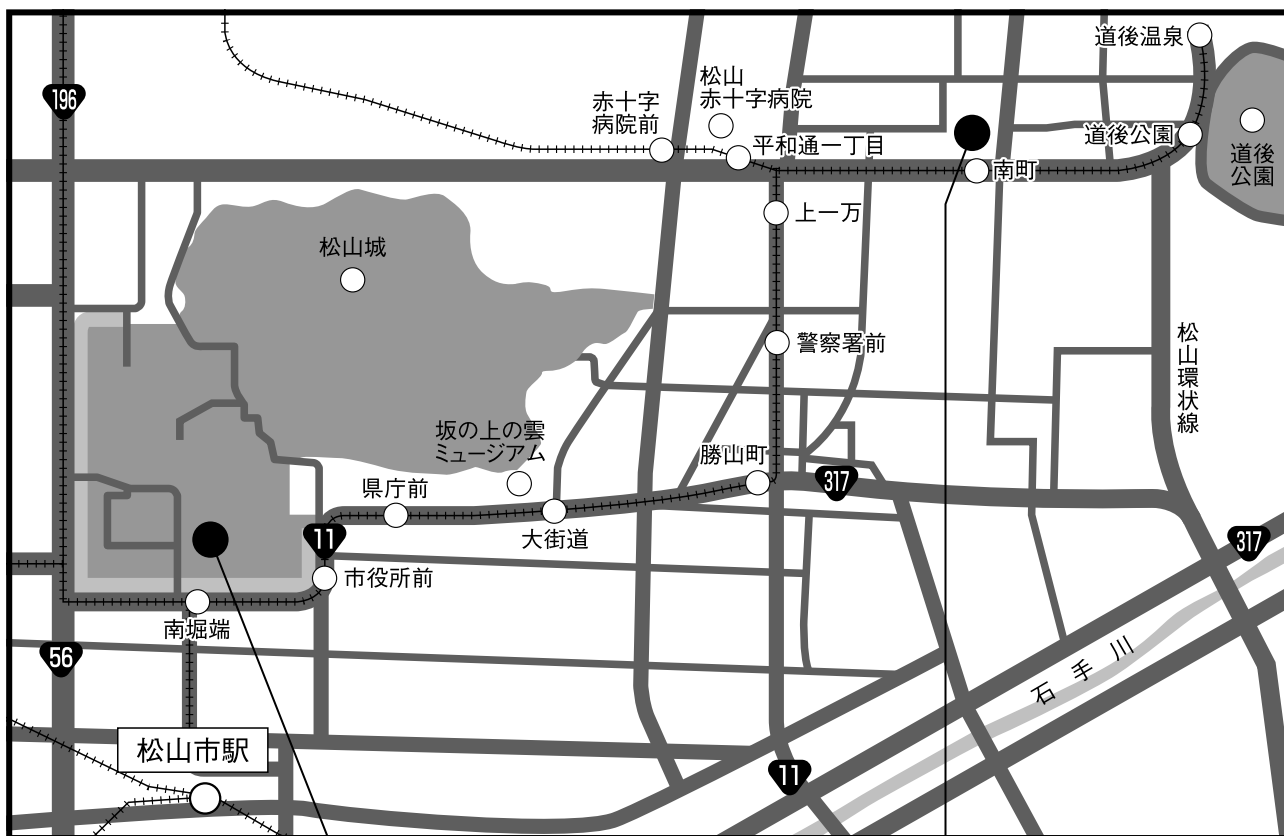 道後温泉
196
松山
赤十字病院
赤十字
病院前
道後公園
平和通一丁目
道後
公園
南町
上一万
松山城
松山環状線
警察署前
坂の上の雲
ミュージアム
勝山町
317
県庁前
11
大街道
317
市役所前
南堀端
56
石手川
松山市駅
11